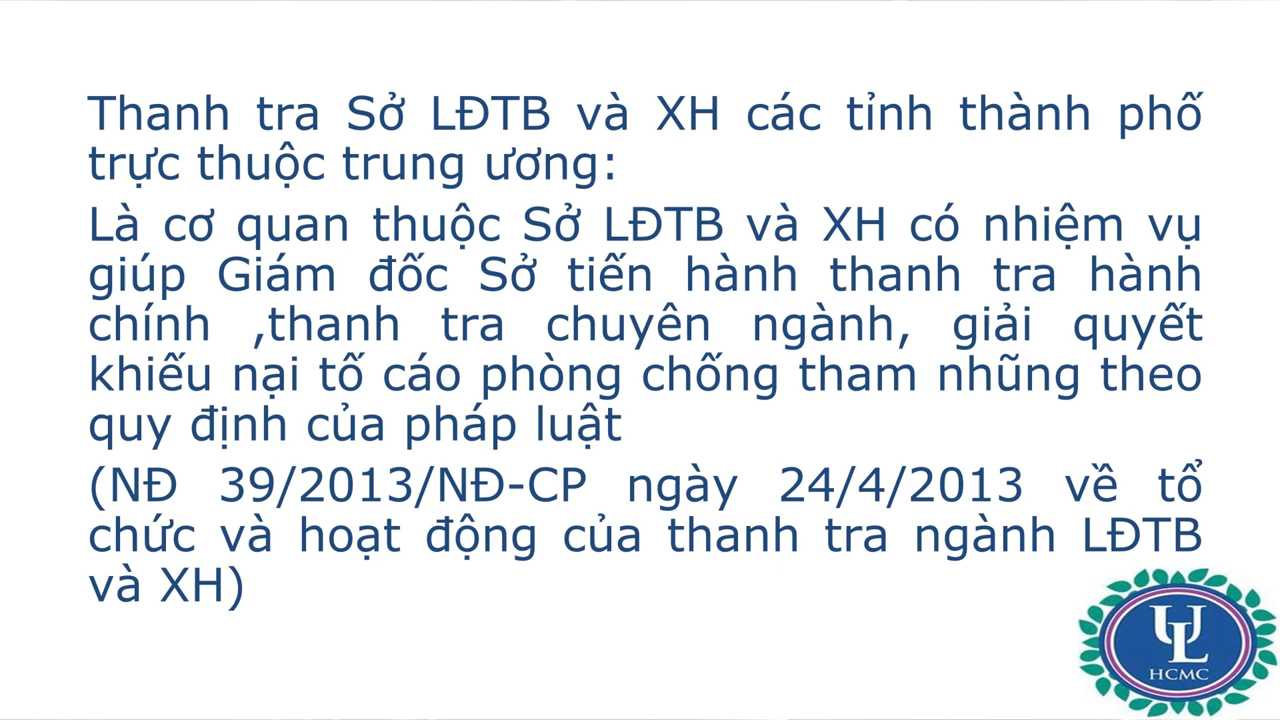 Thanh tra Sở LĐTB và XH các tỉnh thành phố
trực thuộc trung ương:
Là cơ quan thuộc Sở LĐTB và XH có nhiệm vụ
giúp Giám đốc Sở tiến hành thanh tra hành
chính ,thanh tra chuyên ngành, giải quyết
khiếu nại tố cáo phòng chống tham nhũng theo
quy định của pháp luật
(NĐ 39/2013/NĐ-CP ngày 24/4/2013 về tổ
chức và hoạt động của thanh tra ngành LĐTB
và XH)
UL
HCMC